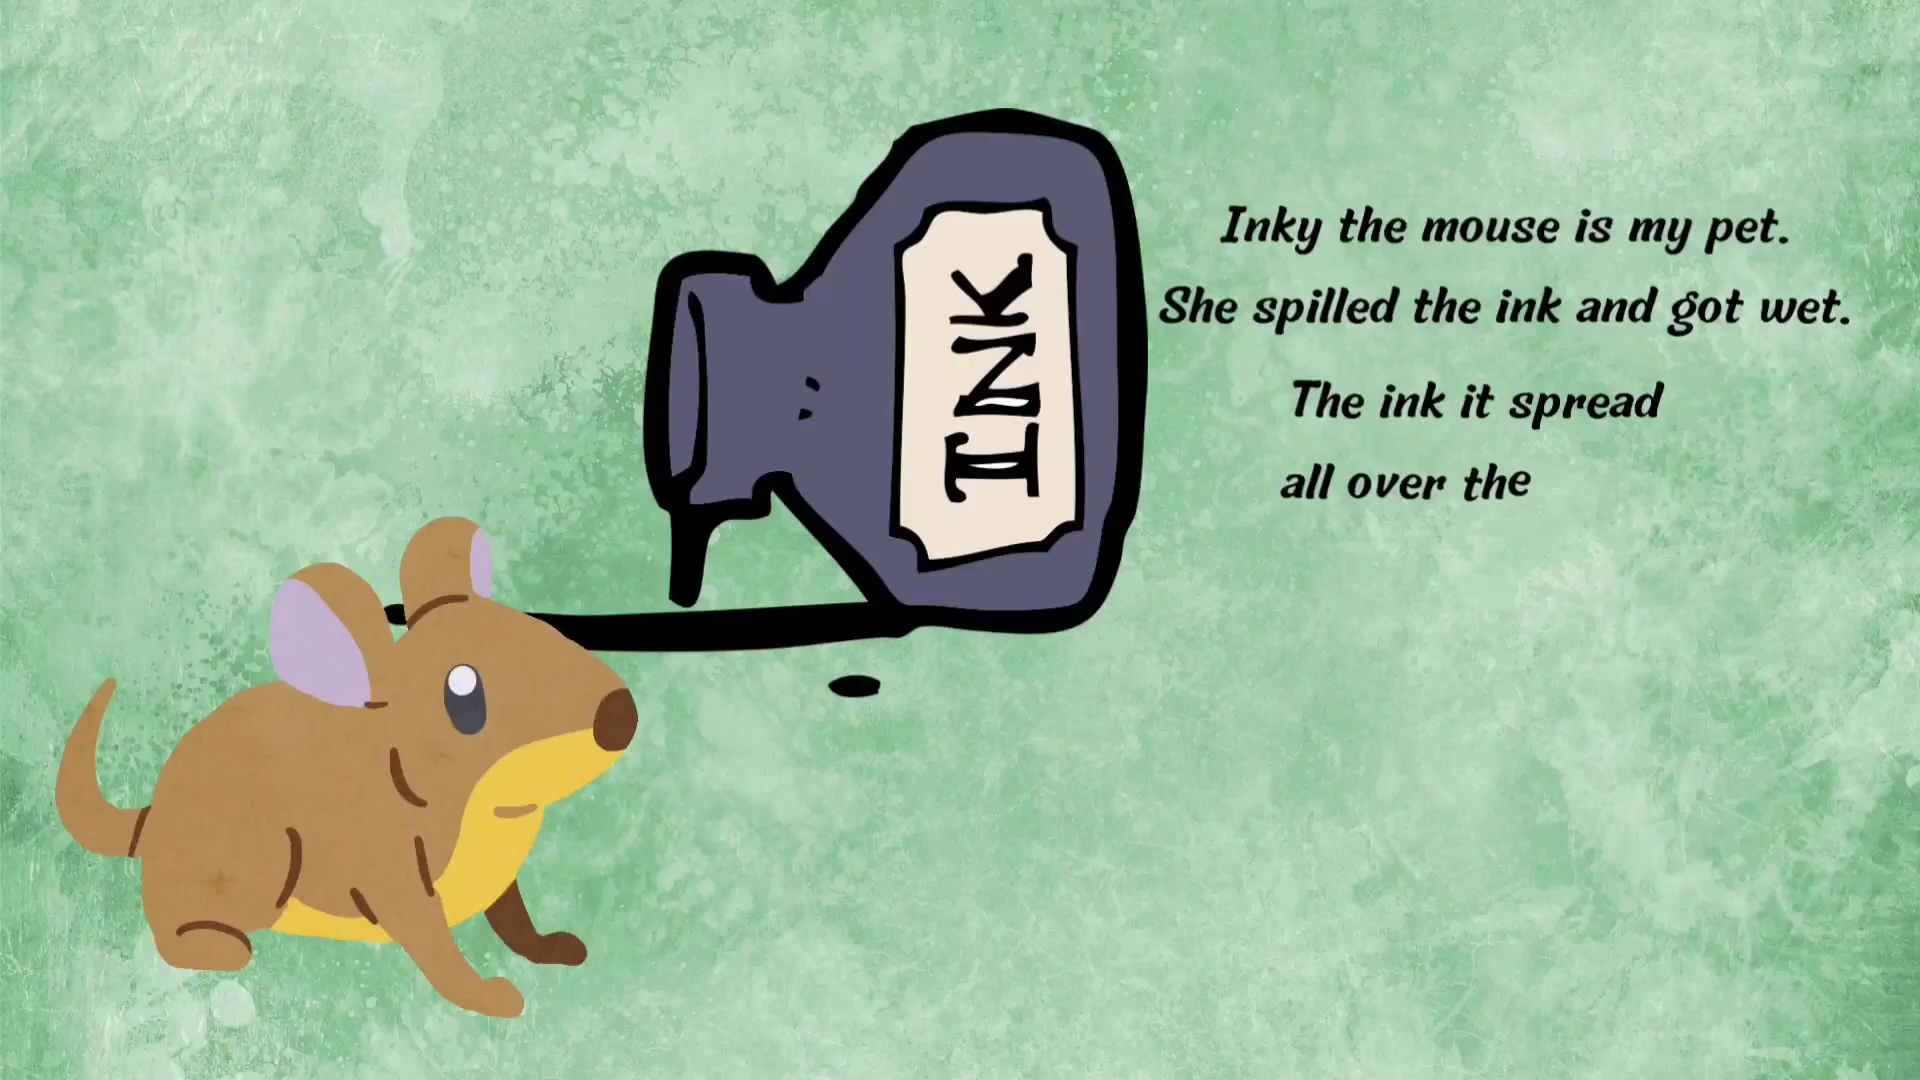 INK
Inky the mouse is my pet.
She spilled the ink and got wet.
The ink it spread
all over the